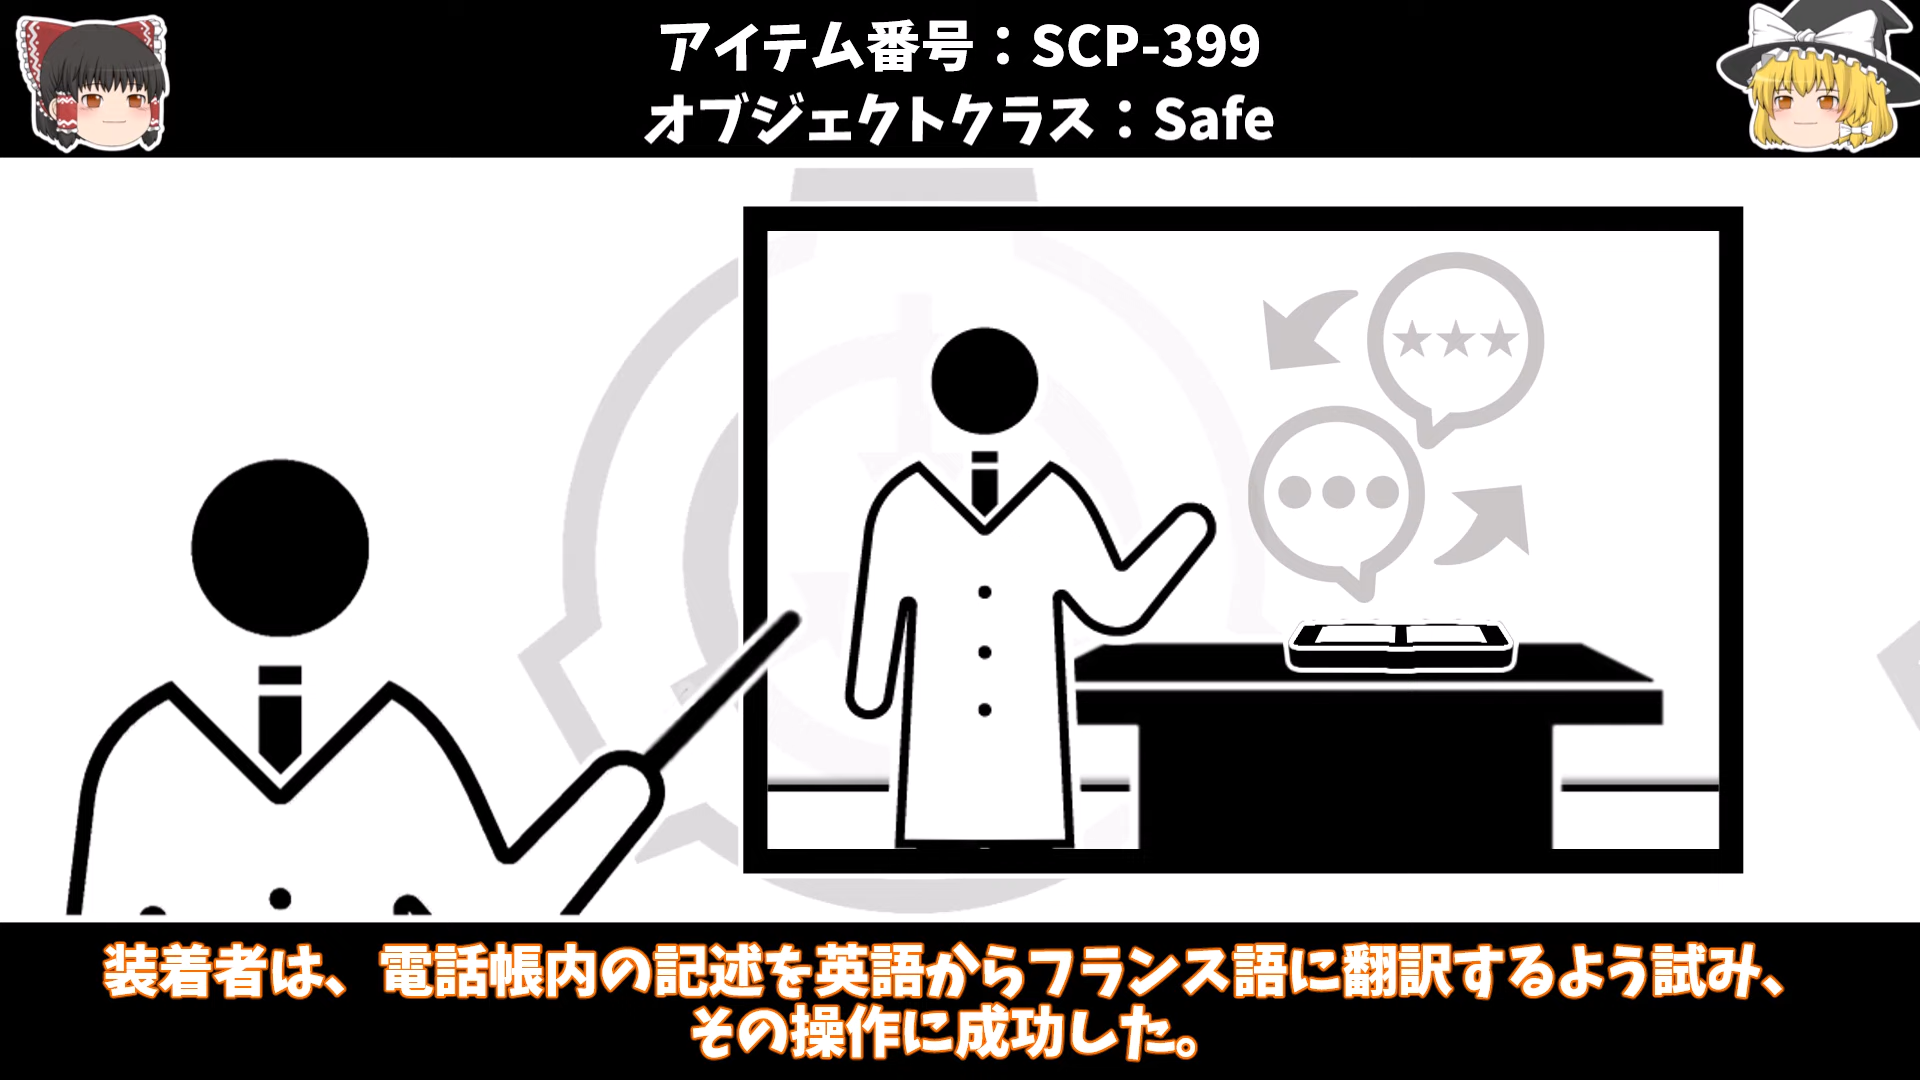 アイテム番号：SCP-399
オブジェクトクラス：Safe
装着者は、電話帳内の記述を英語からフランス語に翻訳するよう試み、
その操作に成功した。